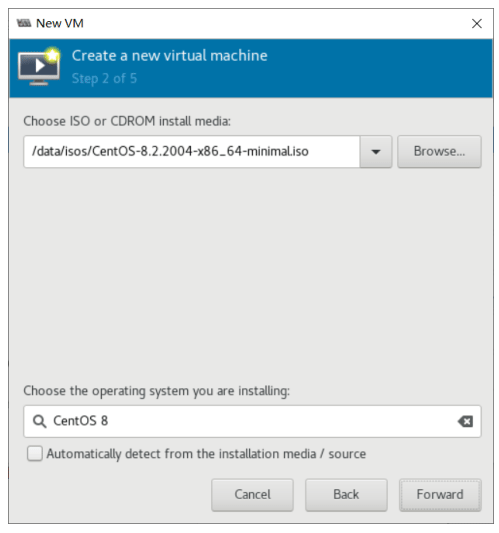 New VM
Create a new virtual machine
Step 2 of 5
Choose ISO or CDROM install media:
/data/isos/CentOS-8.2.2004-x86_64-minimal.iso
Browse...
Choose the operating system you are installing:
CentOS 8
Automatically detect from the installation media / source
Cancel
Back
Forward